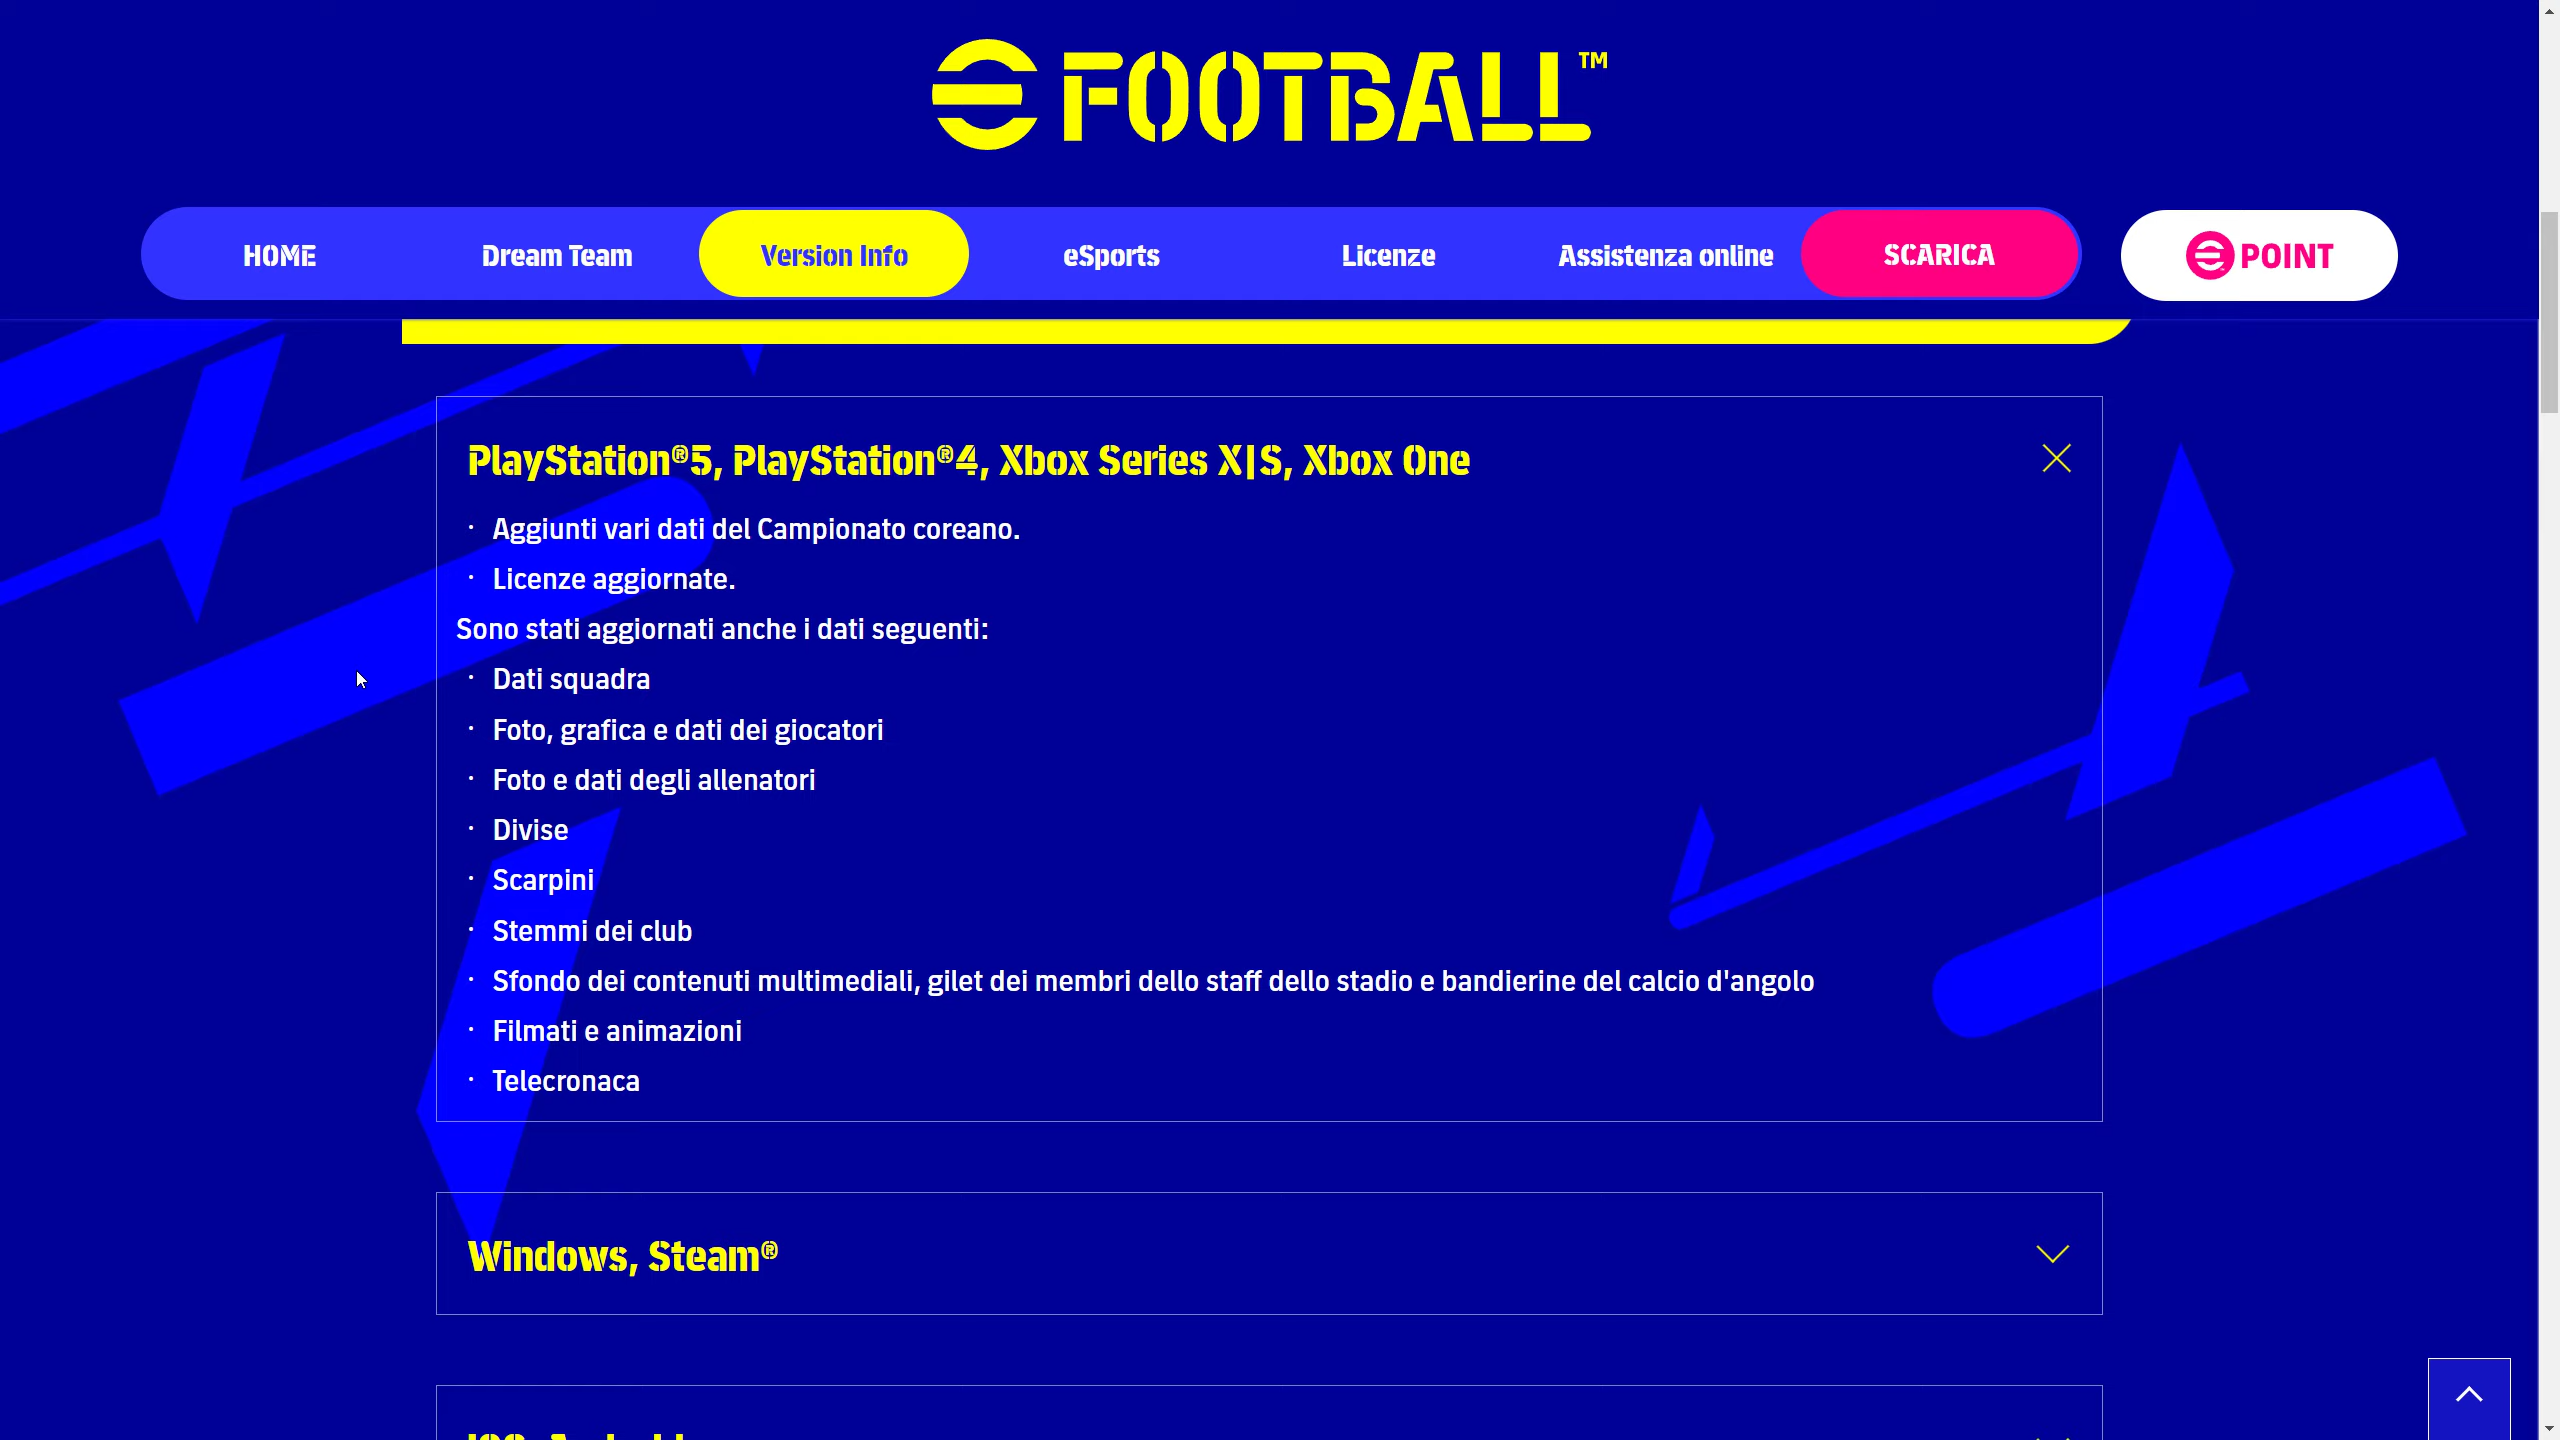 FOOTBALL™
HOME
Dream Team
Version Info
eSports
Licenze
Assistenza online
SCARICA
POINT
PlayStation®5, PlayStation®4, Xbox Series X|S, Xbox One
· Aggiunti vari dati del Campionato coreano.
· Licenze aggiornate.
Sono stati aggiornati anche i dati seguenti:
· Dati squadra
· Foto, grafica e dati dei giocatori
· Foto e dati degli allenatori
· Divise
· Scarpini
· Stemmi dei club
· Sfondo dei contenuti multimediali, gilet dei membri dello staff dello stadio e bandierine del calcio d'angolo
· Filmati e animazioni
· Telecronaca
Windows, Steam®